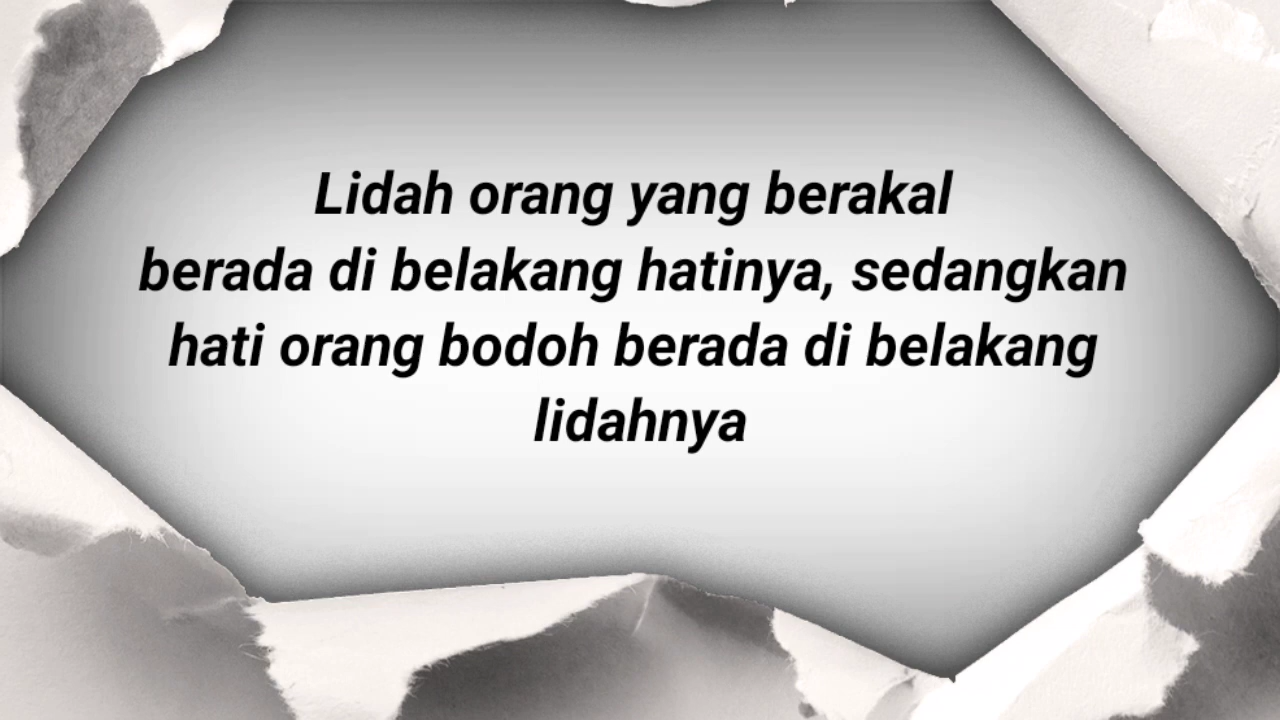 Lidah orang yang berakal
berada di belakang hatinya, sedangkan
hati orang bodoh berada di belakang
lidahnya